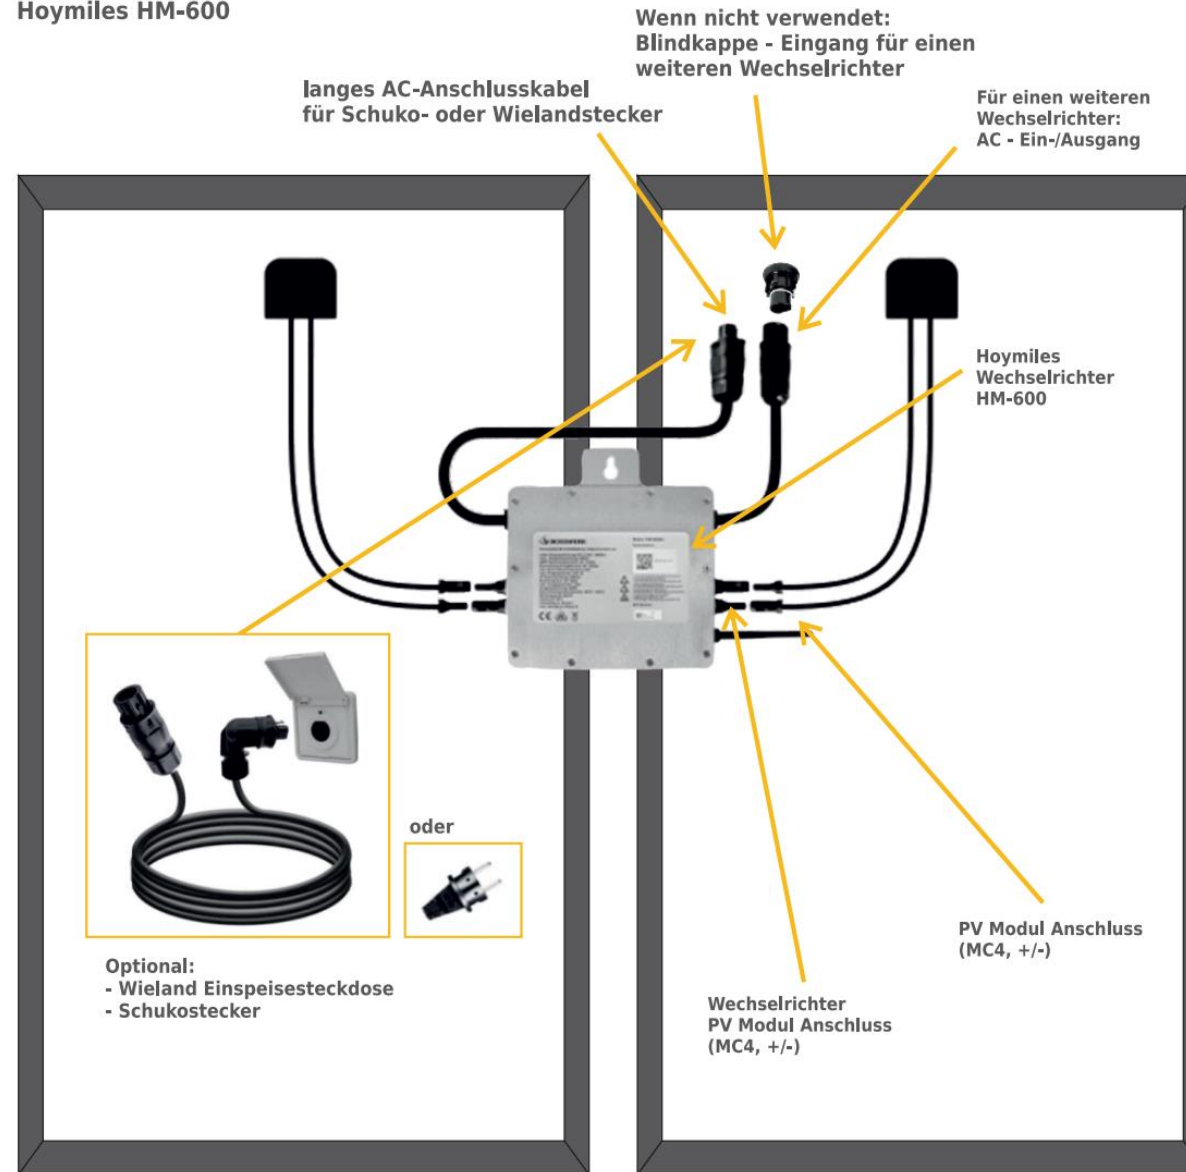 Hoymiles HM-600
Wenn nicht verwendet:
Blindkappe - Eingang für einen
weiteren Wechselrichter
langes AC-Anschlusskabel
für Schuko- oder Wielandstecker
Für einen weiteren
Wechselrichter:
AC - Ein-/Ausgang
Hoymiles
Wechselrichter
HM-600
oder
Optional:
- Wieland Einspeisesteckdose
- Schukostecker
PV Modul Anschluss
(MC4, +/-)
Wechselrichter
PV Modul Anschluss
(MC4, +/-)